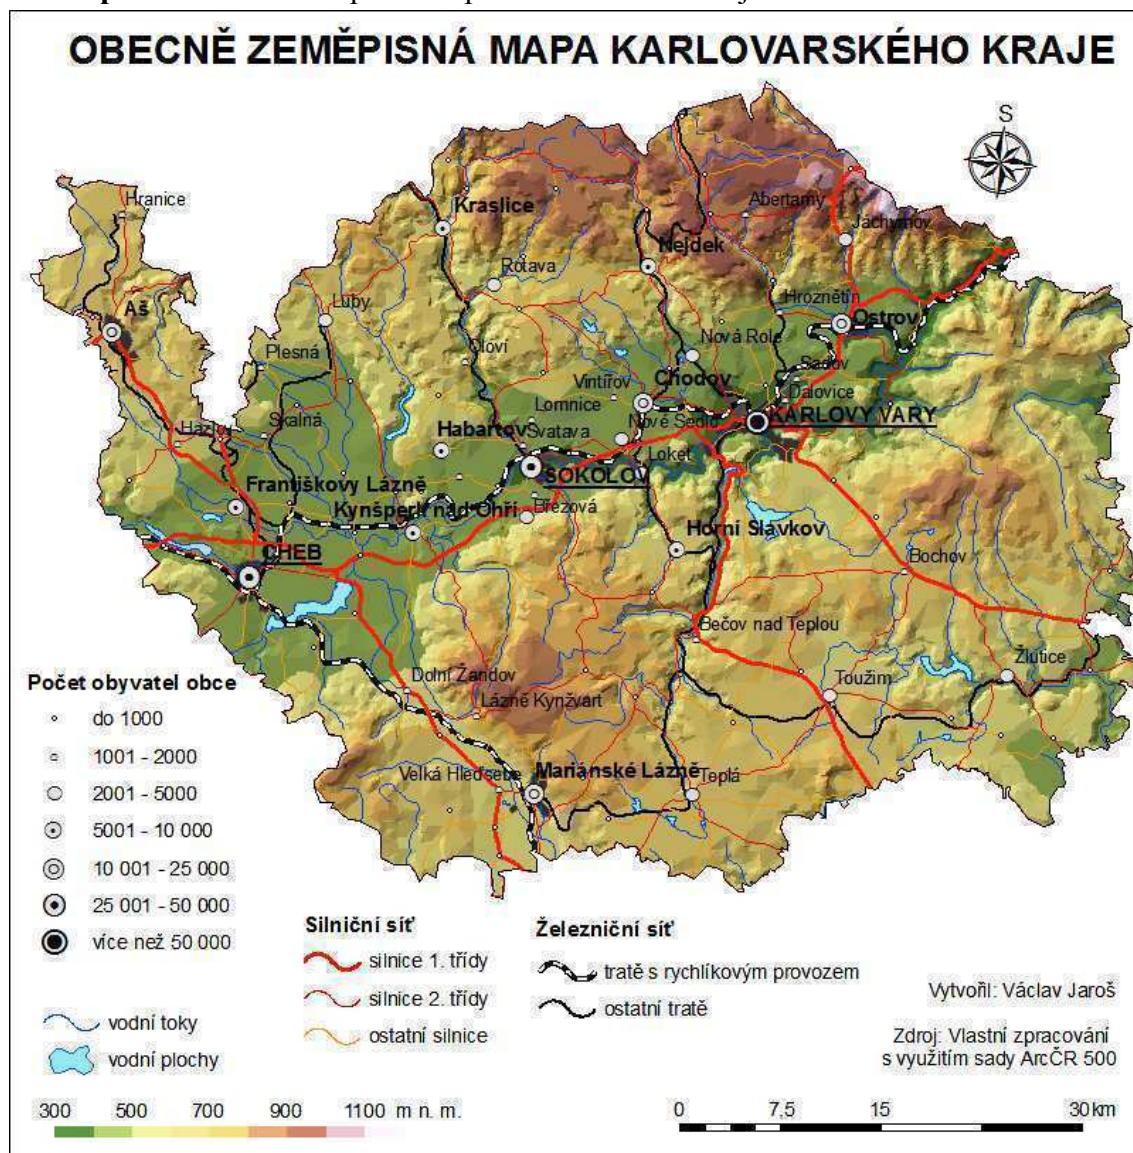 OBECNĚ ZEMĚPISNÁ MAPA KARLOVARSKÉHO KRAJE
S
Hranice
Kraslice
Abertamy
Jáchymov
Nejdek
Rotava
Aš
Luby
Hroznětín
Ostrov
Plesná
Oloví
Nová Role
Sadov
Vintířov
Chodov
Dalovice
Lomnice
Skalná
Nové Sedlo
KARLOVY VARY
Habartov
Svatava
Hazlov
Loket
SOKOLOV
Františkovy Lázně
Kynšperk nad Ohří
Březová
Horní Slavkov
CHEB
Bochov
Bečov nad Teplou
Žlutice
Dolní Žandov
Toužim
Lázně Kynžvart
Velká Hleďsebe
Mariánské Lázně
Teplá
Počet obyvatel obce
do 1000
1001 - 2000
2001 - 5000
5001 - 10 000
10 001 - 25 000
25 001 - 50 000
více než 50 000
vodní toky
vodní plochy
Silniční síť
silnice 1. třídy
silnice 2. třídy
ostatní silnice
Železniční síť
tratě s rychlíkovým provozem
ostatní tratě
Vytvořil: Václav Jaroš
Zdroj: Vlastní zpracování
s využitím sady ArcČR 500
300 500 700 900 1100 m n. m.
0 7,5 15 30 km